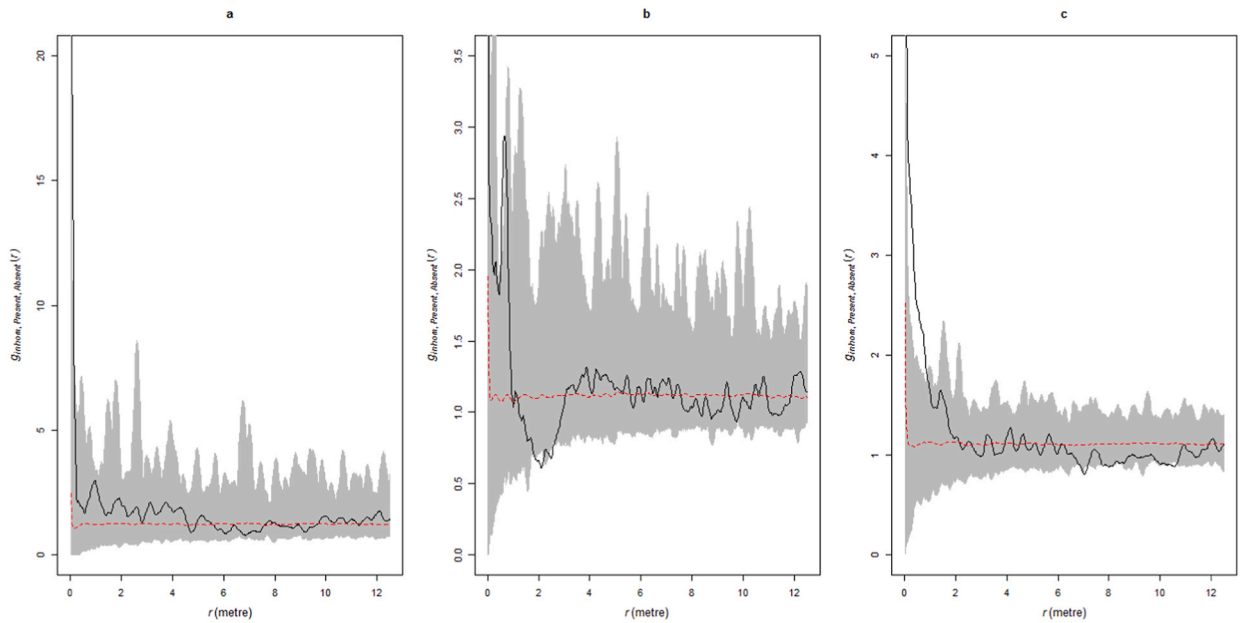 a
b
c
20
15
10
5
0
g inhom, Present, Absent (r)
0 2 4 6 8 10 12
r (metre)
3.5
3.0
2.5
2.0
1.5
1.0
0.5
0.0
g inhom, Present, Absent (r)
0 2 4 6 8 10 12
r (metre)
5
4
3
2
1
0
g inhom, Present, Absent (r)
0 2 4 6 8 10 12
r (metre)